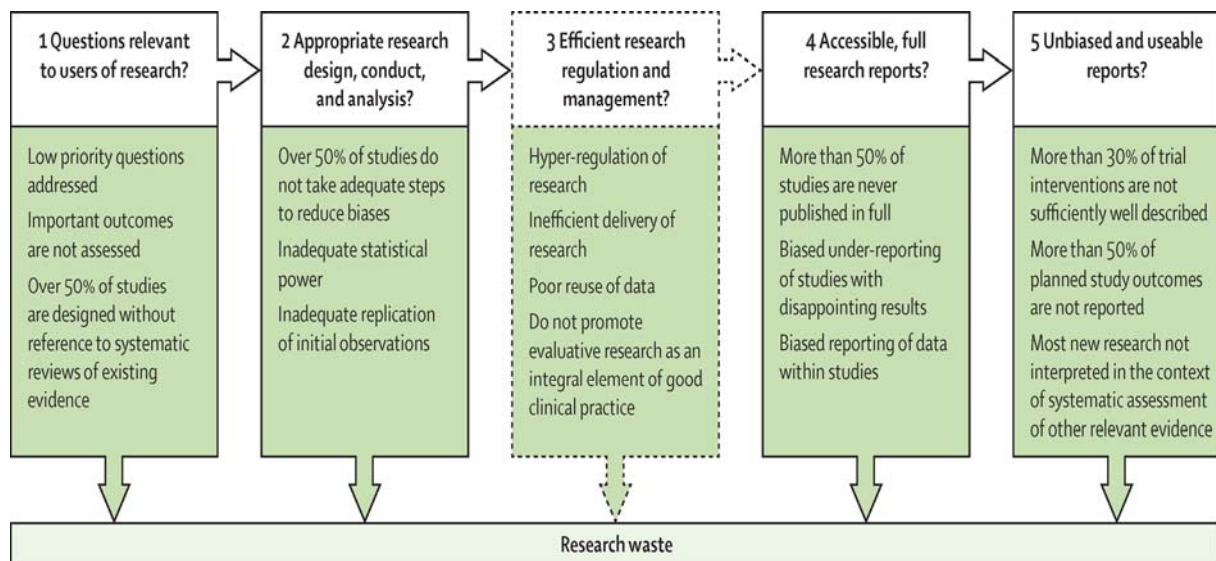 1 Questions relevant
to users of research?
Low priority questions
addressed
Important outcomes
are not assessed
Over 50% of studies
are designed without
reference to systematic
reviews of existing
evidence
2 Appropriate research
design, conduct,
and analysis?
Over 50% of studies do
not take adequate steps
to reduce biases
Inadequate statistical
power
Inadequate replication
of initial observations
3 Efficient research
regulation and
management?
Hyper-regulation of
research
Inefficient delivery of
research
Poor reuse of data
Do not promote
evaluative research as an
integral element of good
clinical practice
4 Accessible, full
research reports?
More than 50% of
studies are never
published in full
Biased under-reporting
of studies with
disappointing results
Biased reporting of data
within studies
5 Unbiased and useable
reports?
More than 30% of trial
interventions are not
sufficiently well described
More than 50% of
planned study outcomes
are not reported
Most new research not
interpreted in the context
of systematic assessment
of other relevant evidence
Research waste